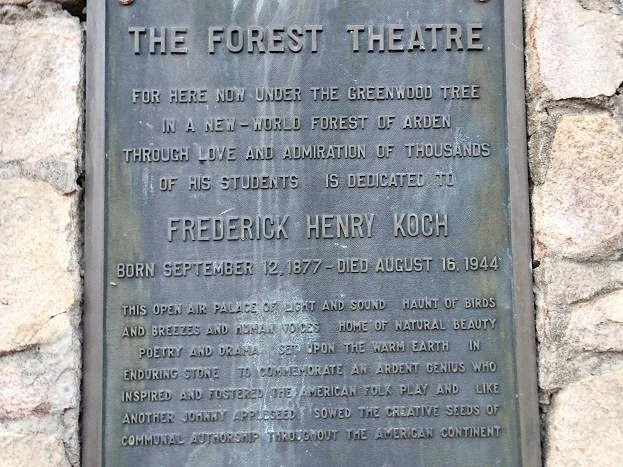 THE FOREST THEATRE
FOR HERE NOW UNDER THE GREENWOOD TREE
IN A NEW-WORLD FOREST OF ARDEN
THROUGH LOVE AND ADMIRATION OF THOUSANDS
OF HIS STUDENTS IS DEDICATED TO
FREDERICK HENRY KOCH
BORN SEPTEMBER 12, 1877 - DIED AUGUST 16, 1944
THIS OPEN AIR PALACE OF LIGHT AND SOUND HAUNT OF BIRDS
AND BREEZES AND HUMAN VOICES HOME OF NATURAL BEAUTY
POETRY AND DRAMA SET UPON THE WARM EARTH IN
ENDURING STONE TO COMMEMORATE AN ARDENT GENIUS WHO
INSPIRED AND FOSTERED THE AMERICAN FOLK PLAY AND LIKE
ANOTHER JOHNNY APPLESEED SOWED THE CREATIVE SEEDS OF
COMMUNAL AUTHORSHIP THROUGHOUT THE AMERICAN CONTINENT